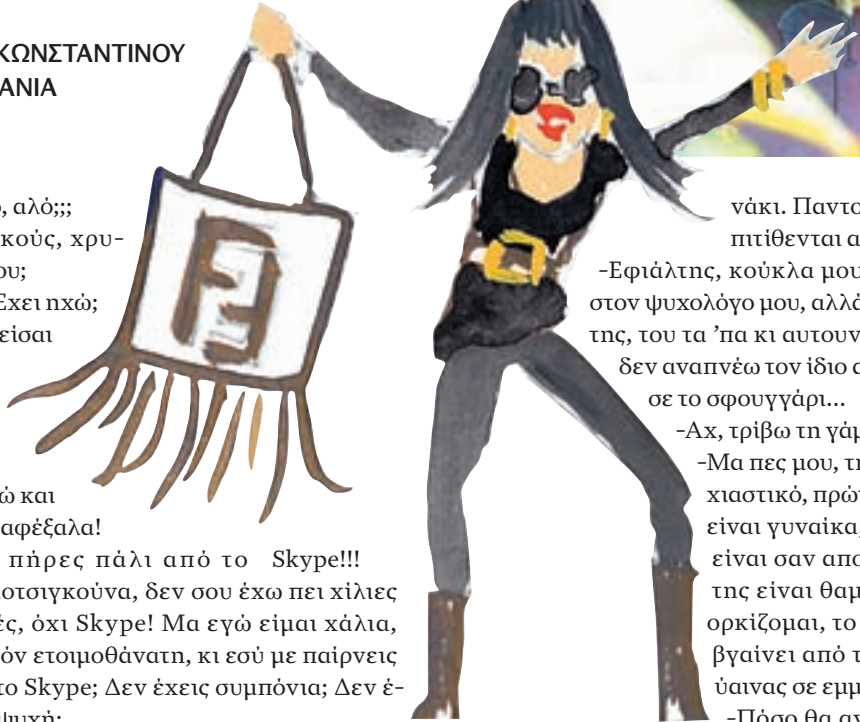 ΚΩΝΣΤΑΝΤΙΝΟΥ
ΑΝΙΑ
, αλό;;;
κούς, χρυ-
ου;
Έχει ηχώ;
είσαι
ώ και
αφέξαλα!
πήρες πάλι από το Skype!!!
οτσιγκούνα, δεν σου έχω πει χίλιες
ές, όχι Skype! Μα εγώ είμαι χάλια,
όν ετοιμοθάνατη, κι εσύ με παίρνεις
το Skype; Δεν έχεις συμπόνια; Δεν έ-
ψυχή;
νάκι. Παντο
πιτίθενται α
-Εφιάλτης, κούκλα μου
στον ψυχολόγο μου, αλλά
της, του τα ’πα κι αυτουν
δεν αναπνέω τον ίδιο α
σε το σφουγγάρι...
-Αχ, τρίβω τη γάμ
-Μα πες μου, τη
χιαστικό, πρώ
είναι γυναίκα,
είναι σαν απο
της είναι θαμ
ορκίζομαι, το
βγαίνει από τ
ύαινας σε εμμ
-Πόσο θα αν